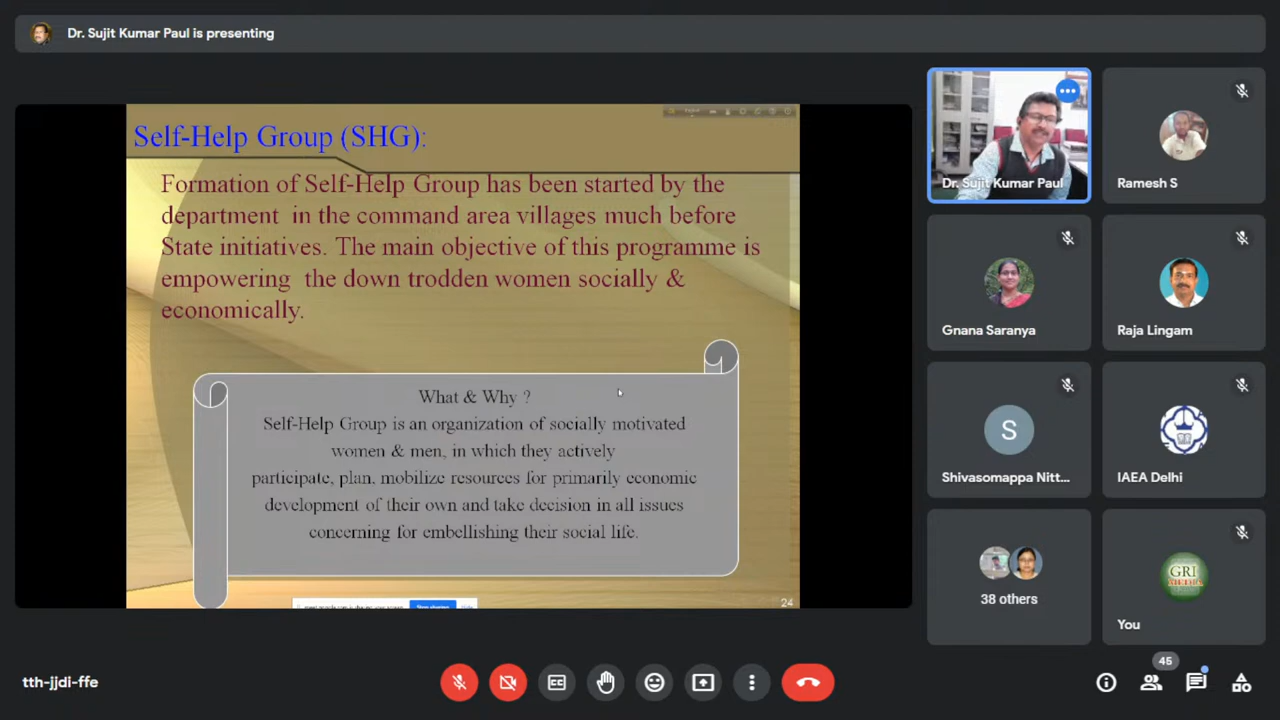 Dr. Sujit Kumar Paul is presenting
Self-Help Group (SHG):
Formation of Self-Help Group has been started by the
department in the command area villages much before
State initiatives. The main objective of this programme is
empowering the down trodden women socially &
economically.
What & Why ?
Self-Help Group is an organization of socially motivated
women & men, in which they actively
participate, plan, mobilize resources for primarily economic
development of their own and take decision in all issues
concerning for embellishing their social life.
24
Dr. Sujit Kumar Paul
Ramesh S
Gnana Saranya
Raja Lingam
S
Shivasomappa Nitt...
IAEA Delhi
38 others
GRI
You
tth-jjdi-ffe
CC
45